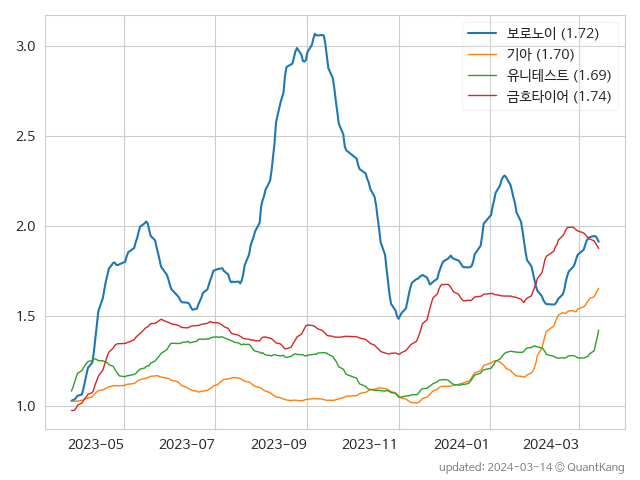 3.0
2.5
2.0
1.5
1.0
보로노이 (1.72)
기아 (1.70)
유니테스트 (1.69)
금호타이어 (1.74)
2023−05 2023−07 2023−09 2023−11 2024−01 2024−03
updated: 2024-03-14 © QuantKang